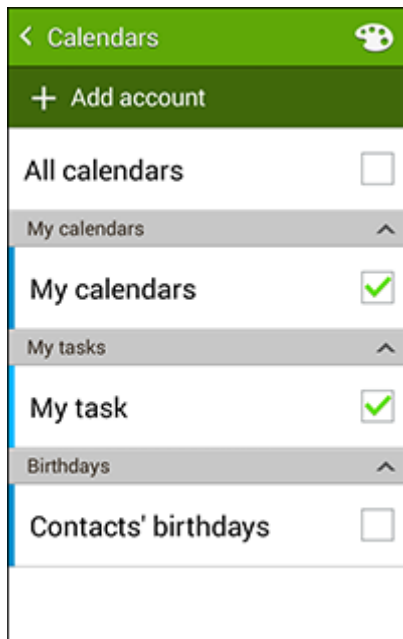 Calendars
Add account
All calendars
My calendars
My calendars
My tasks
My task
Birthdays
Contacts' birthdays